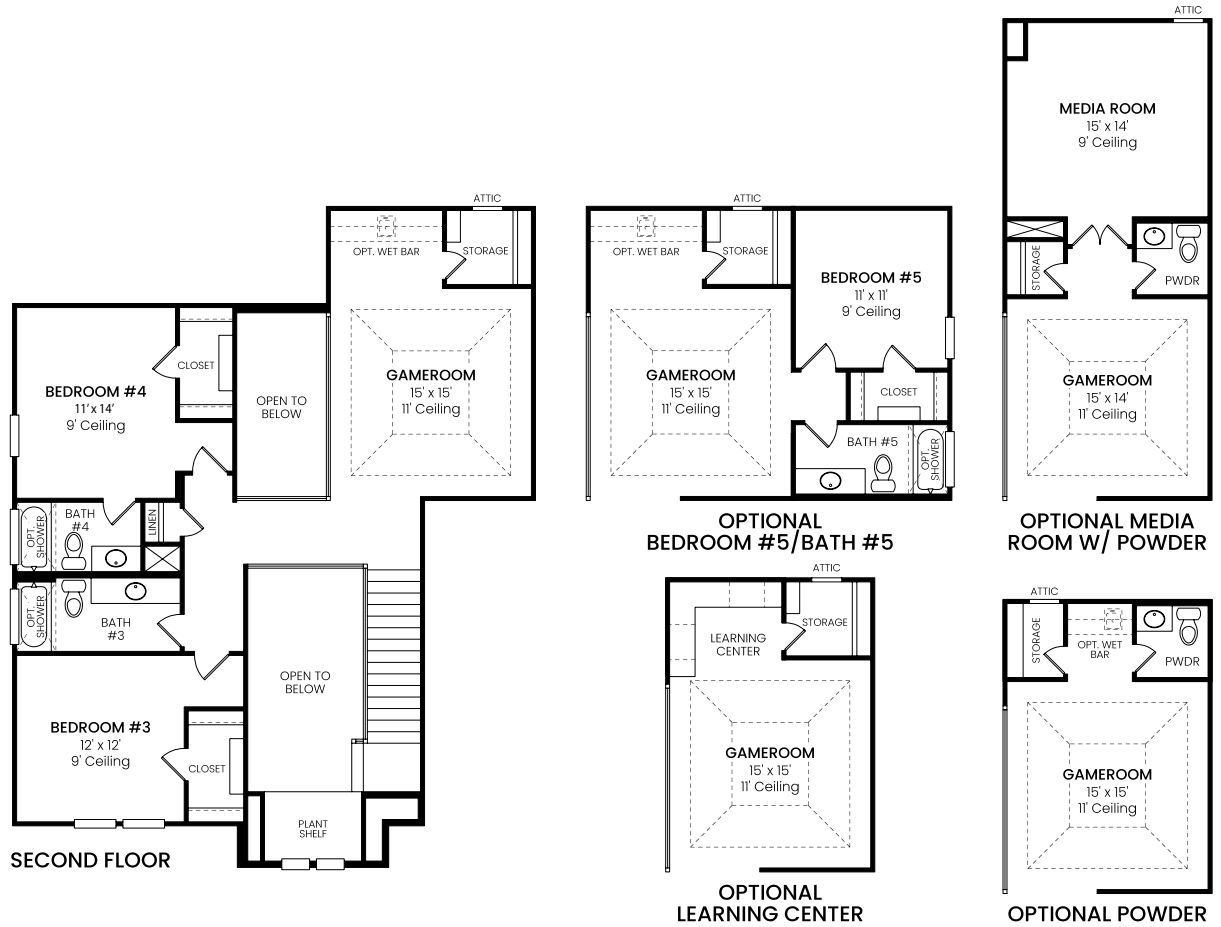 ATTIC
OPT. WET BAR
STORAGE
GAMEROOM
15' x 15'
11' Ceiling
BEDROOM #4
11' x 14'
9' Ceiling
CLOSET
OPEN TO
BELOW
BATH
#4
OPT.
SHOWER
LINEN
OPT.
SHOWER
BATH
#3
OPEN TO
BELOW
BEDROOM #3
12' x 12'
9' Ceiling
CLOSET
PLANT
SHELF
SECOND FLOOR
ATTIC
OPT. WET BAR
STORAGE
BEDROOM #5
11' x 11'
9' Ceiling
GAMEROOM
15' x 15'
11' Ceiling
CLOSET
BATH #5
OPT.
SHOWER
OPTIONAL
BEDROOM #5/BATH #5
ATTIC
MEDIA ROOM
15' x 14'
9' Ceiling
STORAGE
PWDR
GAMEROOM
15' x 14'
11' Ceiling
OPTIONAL MEDIA
ROOM W/ POWDER
ATTIC
LEARNING
CENTER
STORAGE
GAMEROOM
15' x 15'
11' Ceiling
OPTIONAL
LEARNING CENTER
ATTIC
STORAGE
OPT. WET
BAR
PWDR
GAMEROOM
15' x 15'
11' Ceiling
OPTIONAL POWDER